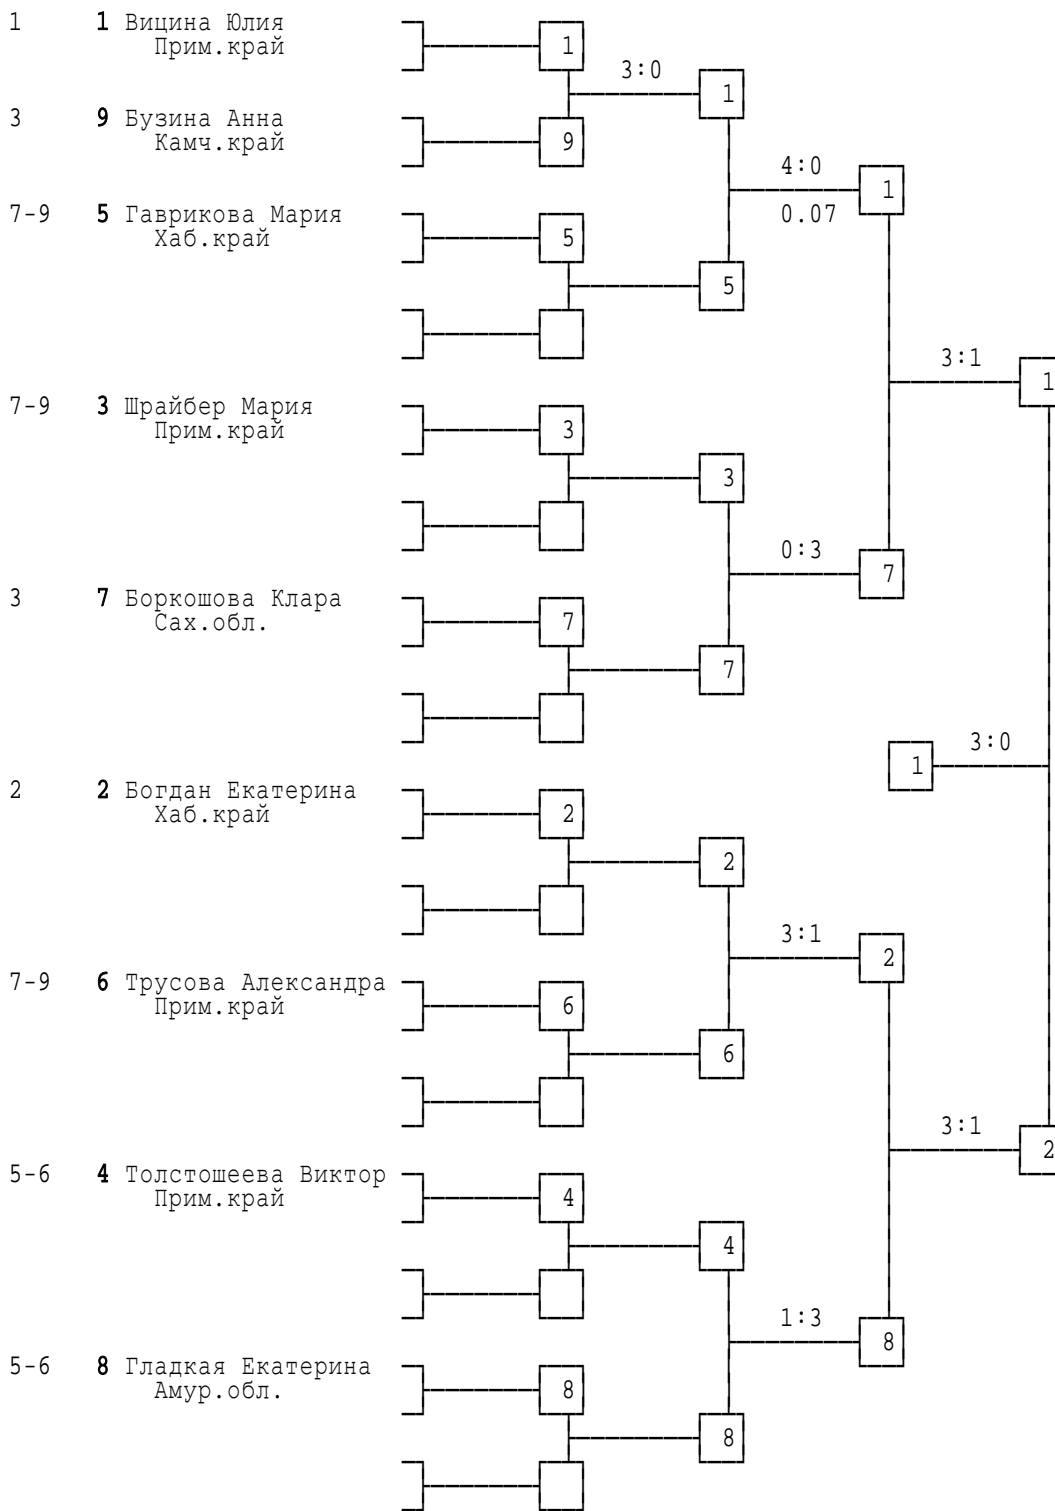 1 1 Вицина Юлия
Прим.край
1
3:0
1
3 9 Бузина Анна
Камч.край
9
4:0
1
0.07
7-9 5 Гаврикова Мария
Хаб.край
5
5
3:1
1
7-9 3 Шрайбер Мария
Прим.край
3
3
0:3
7
3 7 Боркошова Клара
Сах.обл.
7
7
3:0
1
2 2 Богдан Екатерина
Хаб.край
2
2
3:1
2
7-9 6 Трусова Александра
Прим.край
6
6
3:1
2
5-6 4 Толстошеева Виктор
Прим.край
4
4
1:3
8
5-6 8 Гладкая Екатерина
Амур.обл.
8
8